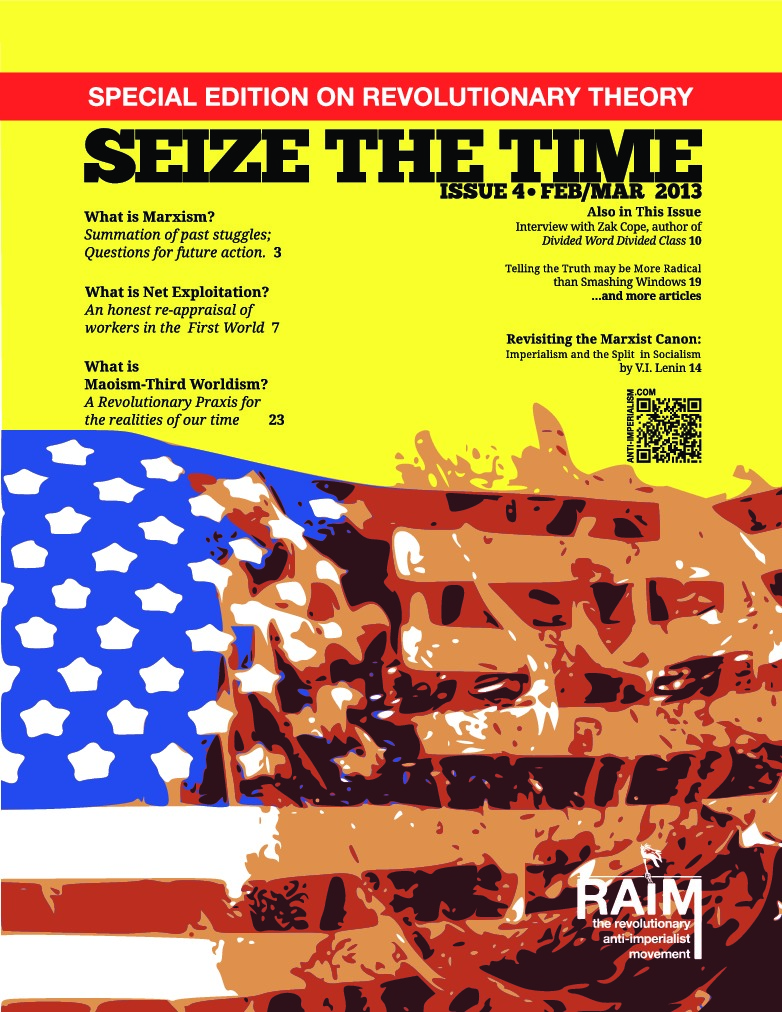 SPECIAL EDITION ON REVOLUTIONARY THEORY
SEIZE THE TIME
ISSUE 4• FEB/MAR 2013
What is Marxism?
Summation of past stuggles;
Questions for future action. 3
What is Net Exploitation?
An honest re-appraisal of
workers in the First World 7
What is
Maoism-Third Worldism?
A Revolutionary Praxis for
the realities of our time 23
Also in This Issue
Interview with Zak Cope, author of
Divided Word Divided Class 10
Telling the Truth may be More Radical
than Smashing Windows 19
...and more articles
Revisiting the Marxist Canon:
Imperialism and the Split in Socialism
by V.I. Lenin 14
ANTI-IMPERIALISM
.COM
RAIM
the revolutionary
anti-imperialist
movement